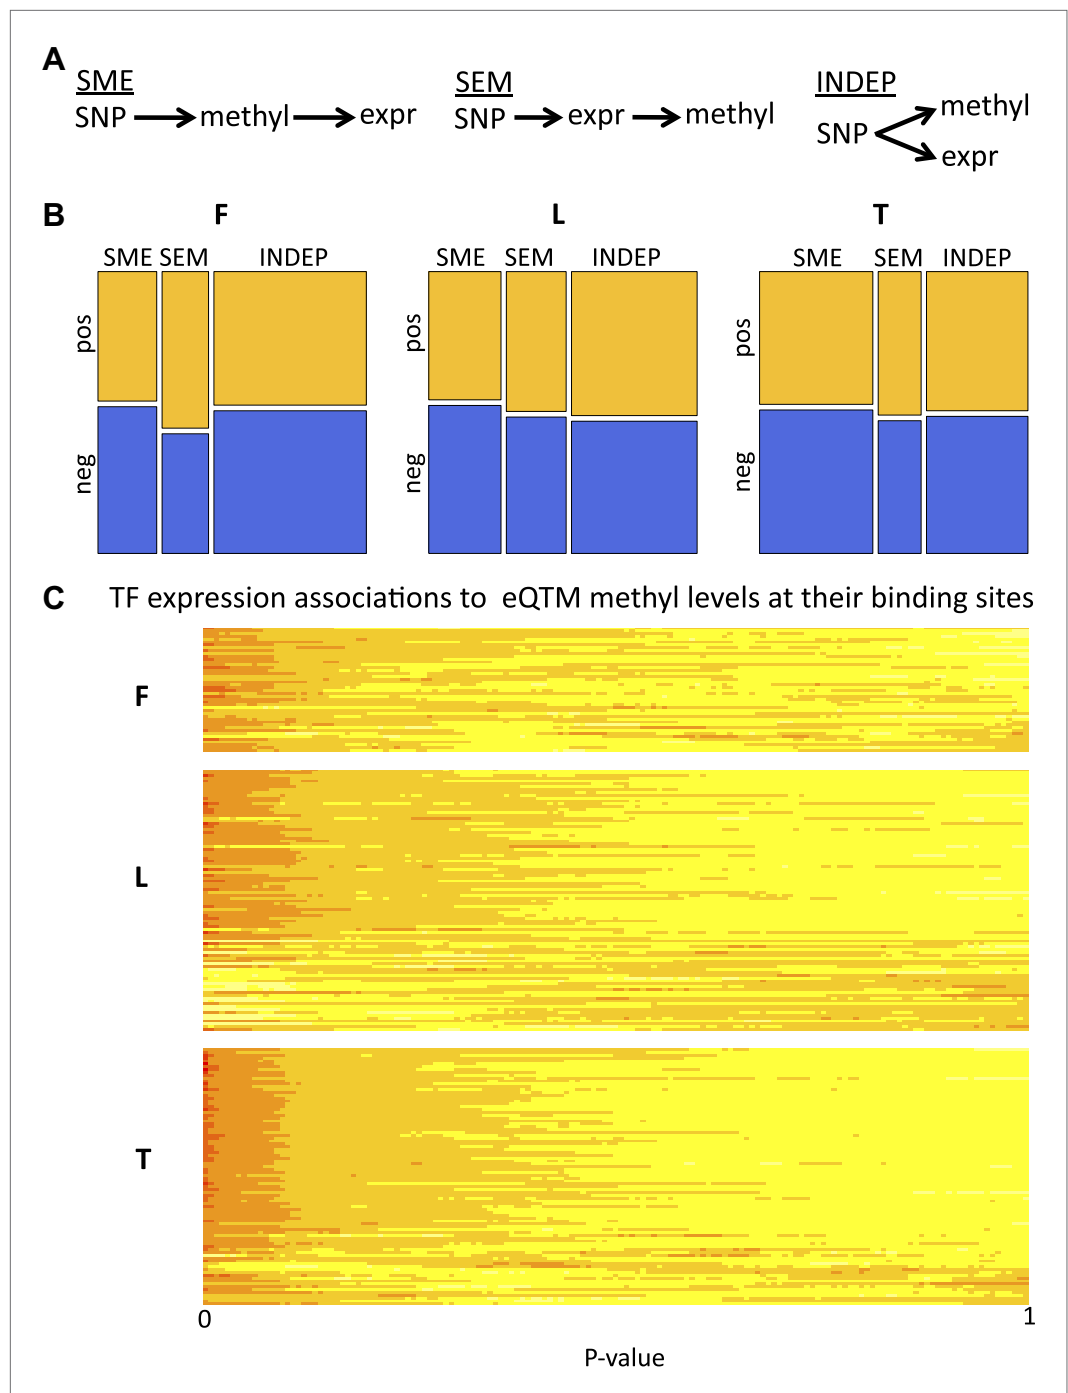 A
SME SEM INDEP
SNP methyl expr SNP expr methyl SNP methyl expr
B F L T
SME SEM INDEP SME SEM INDEP SME SEM INDEP
pos pos pos
neg neg neg
C TF expression associations to eQTM methyl levels at their binding sites
F
L
T
0 1
P-value